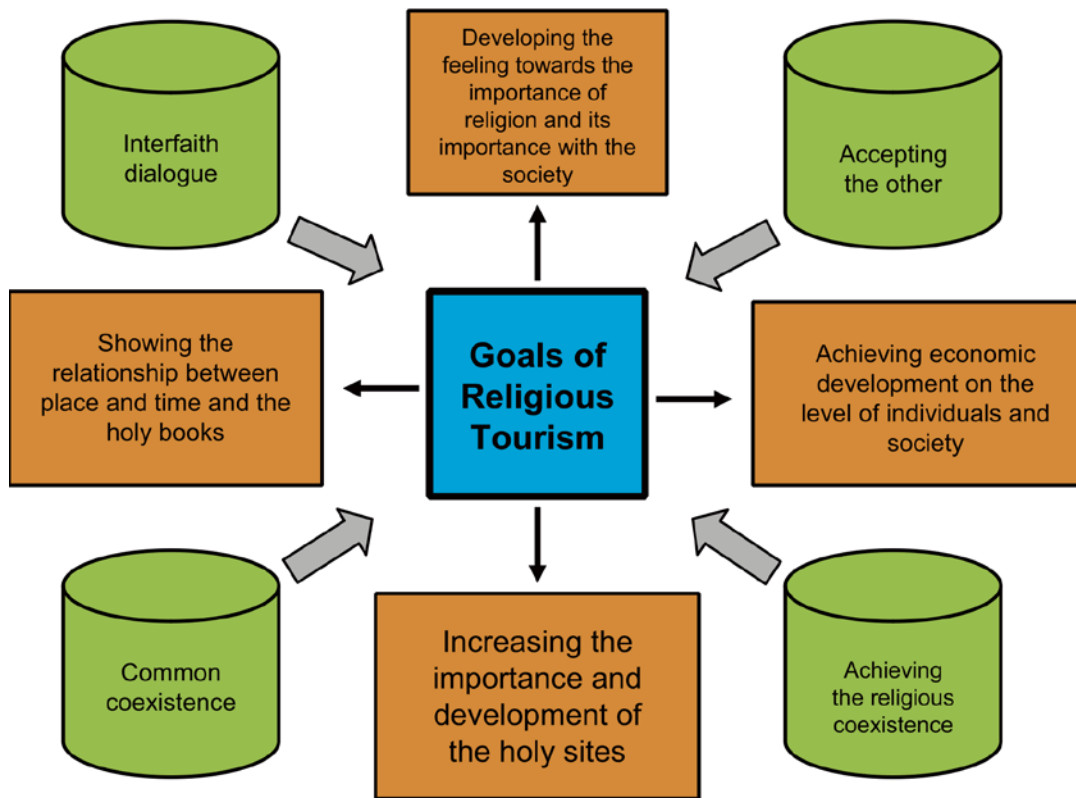 Developing the
feeling towards the
importance of
religion and its
importance with the
society
Interfaith
dialogue
Accepting
the other
Showing the
relationship between
place and time and the
holy books
Goals of
Religious
Tourism
Achieving economic
development on the
level of individuals and
society
Common
coexistence
Increasing the
importance and
development of
the holy sites
Achieving
the religious
coexistence